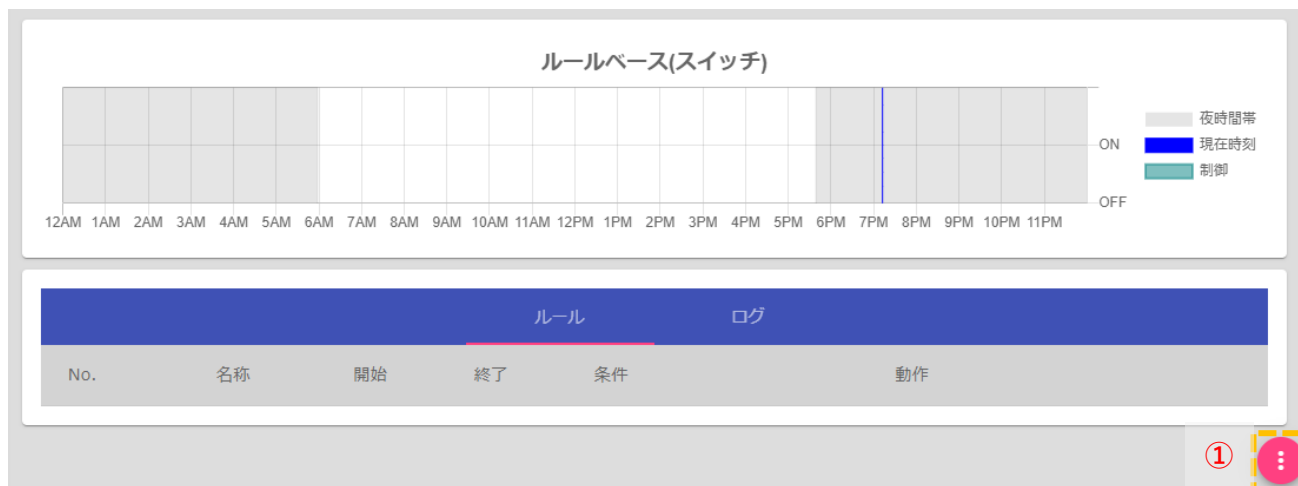 ルールベース(スイッチ)
夜時間帯
ON 現在時刻
制御
OFF
12AM 1AM 2AM 3AM 4AM 5AM 6AM 7AM 8AM 9AM 10AM 11AM 12PM 1PM 2PM 3PM 4PM 5PM 6PM 7PM 8PM 9PM 10PM 11PM
ルール ログ
No. 名称 開始 終了 条件 動作
①